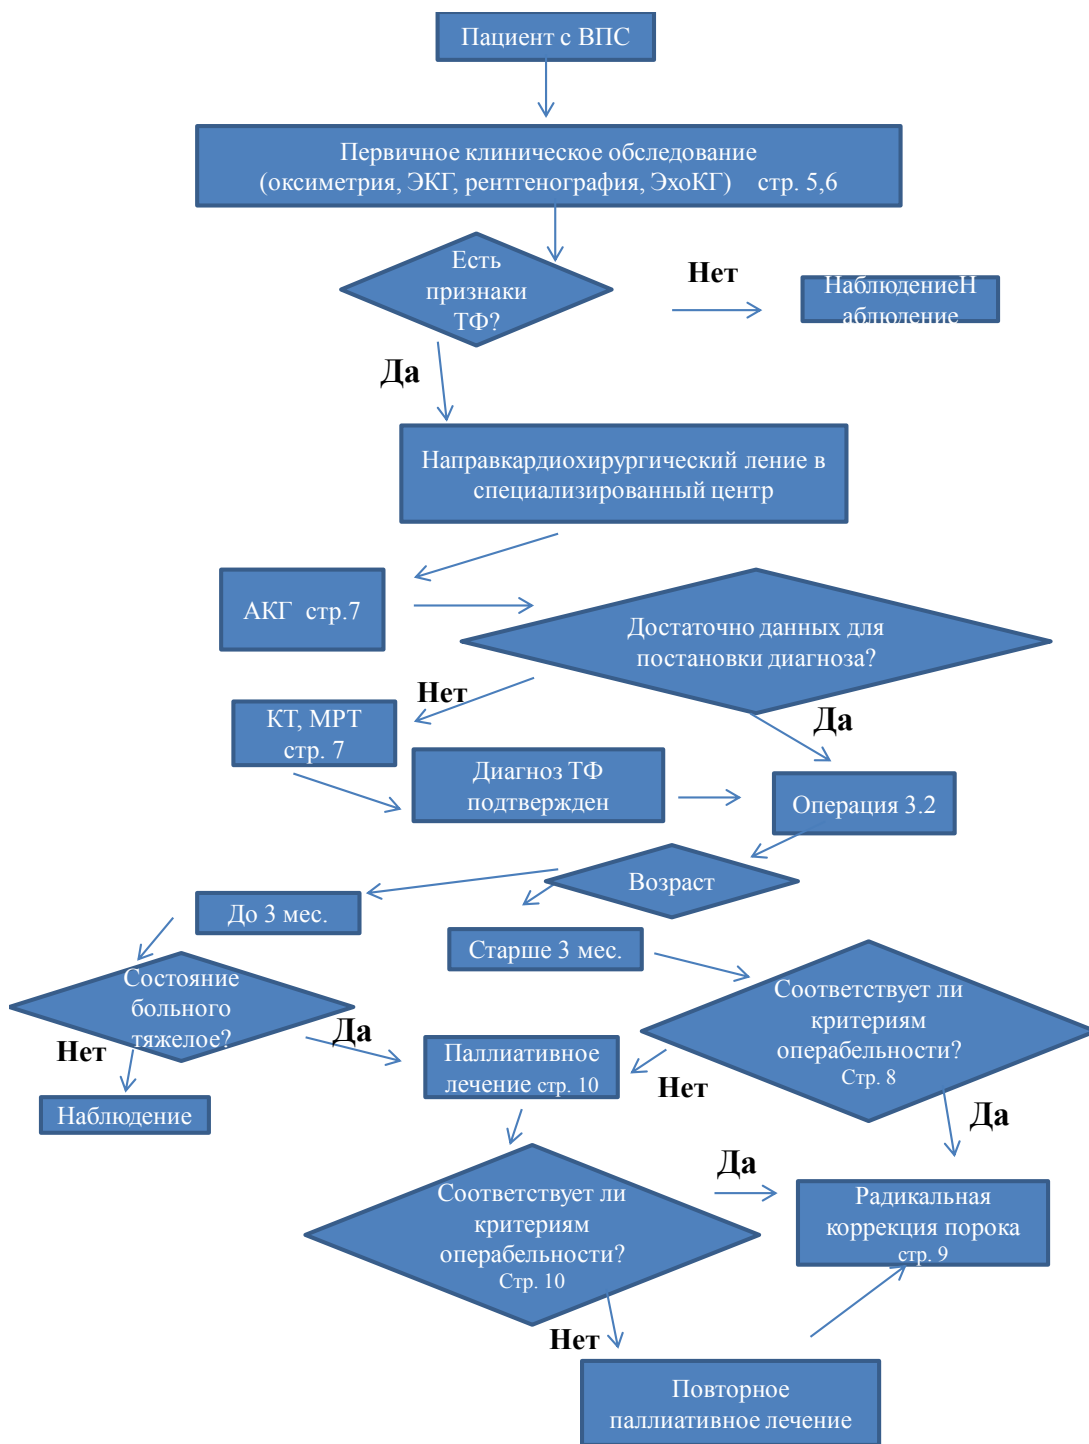 Пациент с ВПС
Первичное клиническое обследование
(оксиметрия, ЭКГ, рентгенография, ЭхоКГ) стр. 5,6
Есть
признаки
ТФ?
Нет
НаблюдениеН
аблюдение
Да
Направкардиохирургический ление в
специализированный центр
АКГ стр.7
Достаточно данных для
постановки диагноза?
Нет
Да
КТ, МРТ
стр. 7
Диагноз ТФ
подтвержден
Операция 3.2
Возраст
До 3 мес.
Старше 3 мес.
Состояние
больного
тяжелое?
Да
Нет
Наблюдение
Соответствует ли
критериям
операбельности?
Стр. 8
Паллиативное
лечение стр. 10
Нет
Да
Соответствует ли
критериям
операбельности?
Стр. 10
Да
Радикальная
коррекция порока
стр. 9
Нет
Повторное
паллиативное лечение